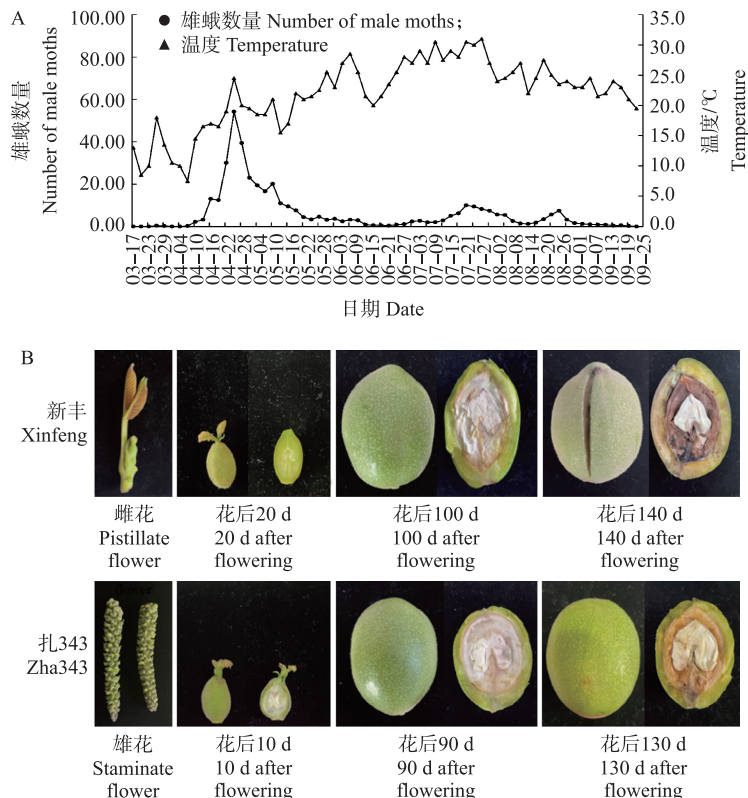 A
100.00
80.00
60.00
40.00
20.00
0.00
雄蛾数量
Number of male moths
雄蛾数量 Number of male moths;
温度 Temperature
35.0
30.0
25.0
20.0
15.0
10.0
5.0
0.0
温度/℃
Temperature
03-17
03-23
03-29
04-04
04-10
04-16
04-22
04-28
05-04
05-10
05-16
05-22
05-28
06-03
06-09
06-15
06-21
06-27
07-03
07-09
07-15
07-21
07-27
08-02
08-08
08-14
08-20
08-26
09-01
09-07
09-13
09-19
09-25
日期 Date
B
新丰
Xinfeng
雌花
Pistillate
flower
花后20 d
20 d after
flowering
花后100 d
100 d after
flowering
花后140 d
140 d after
flowering
扎343
Zha343
雄花
Staminate
flower
花后10 d
10 d after
flowering
花后90 d
90 d after
flowering
花后130 d
130 d after
flowering